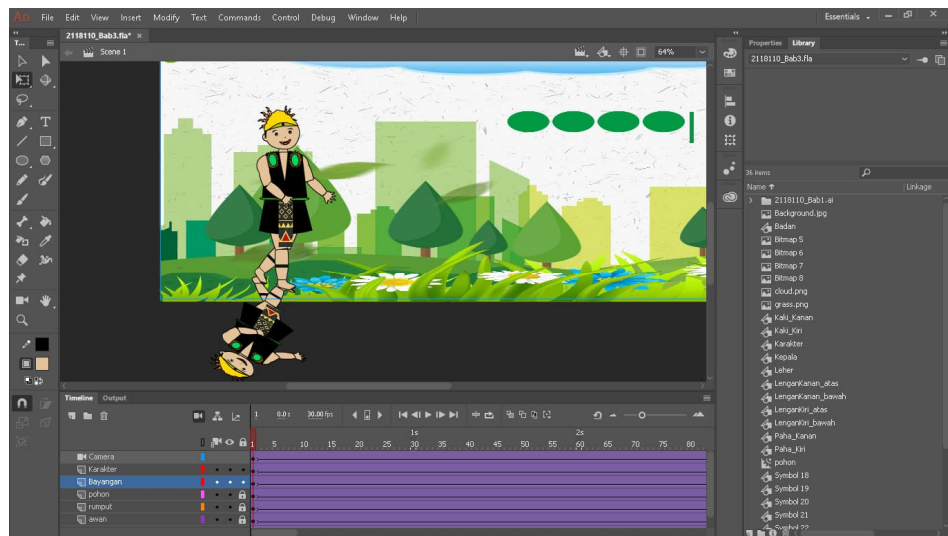 An File Edit View Insert Modify Text Commands Control Debug Window Help Essentials
2118110_Bab3.fla* ×
T... Properties Library
Scene 1 64% 2118110_Bab3.fla
36 items
Name Linkage
2118110_Bab1.ai
Background.jpg
Badan
Bitmap 5
Bitmap 6
Bitmap 7
Bitmap 8
cloud.png
grass.png
Kaki_Kanan
Kaki_Kiri
Karakter
Kepala
Leher
LenganKanan_atas
LenganKanan_bawah
LenganKiri_atas
LenganKiri_bawah
Paha_Kanan
Paha_Kiri
pohon
Symbol 18
Symbol 19
Symbol 20
Symbol 21
Symbol 22
Timeline Output
1 0.0s 30.00 fps
1s 2s
1 5 10 15 20 25 30 35 40 45 50 55 60 65 70 75 80
Camera
Karakter
Bayangan
pohon
rumput
awan